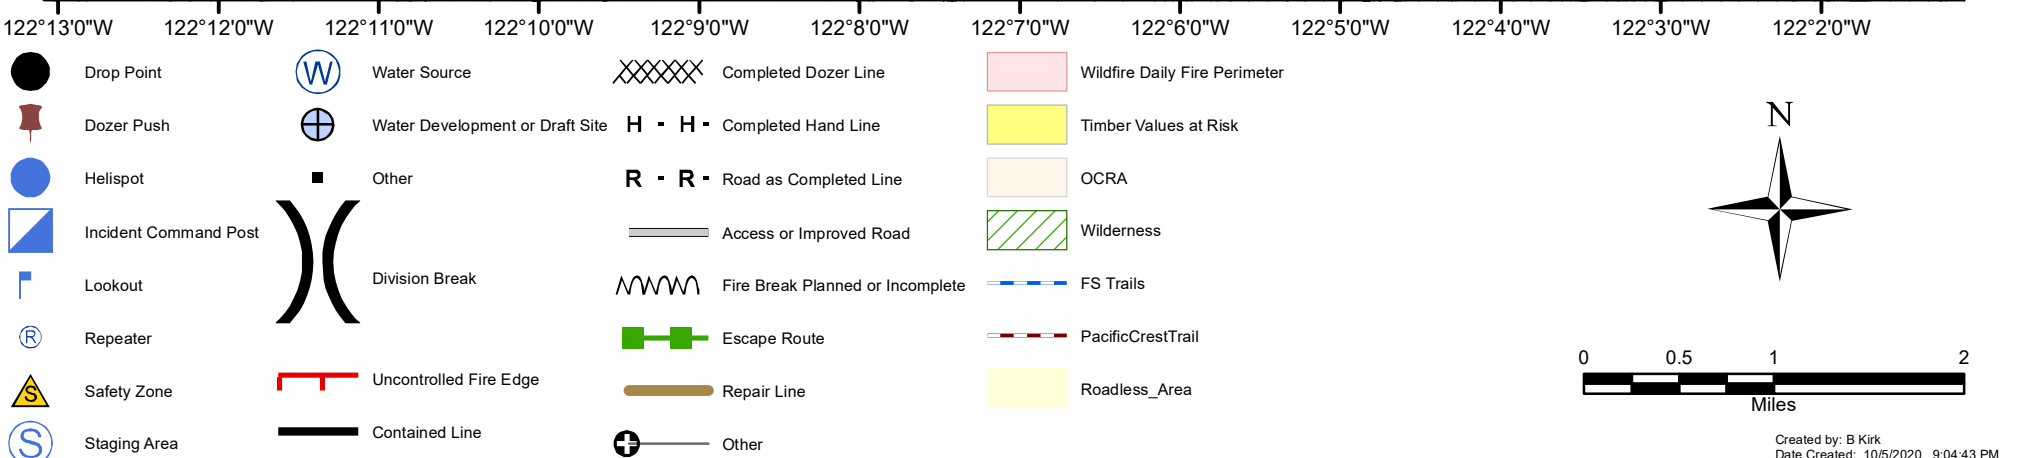 122°13'0"W 122°12'0"W 122°11'0"W 122°10'0"W 122°9'0"W 122°8'0"W 122°7'0"W 122°6'0"W 122°5'0"W 122°4'0"W 122°3'0"W 122°2'0"W
Drop Point
Dozer Push
Helispot
Incident Command Post
Lookout
R Repeater
S Safety Zone
S Staging Area
W Water Source
Water Development or Draft Site
Other
Division Break
Uncontrolled Fire Edge
Contained Line
Completed Dozer Line
H - H - Completed Hand Line
R - R - Road as Completed Line
Access or Improved Road
Fire Break Planned or Incomplete
Escape Route
Repair Line
Other
Wildfire Daily Fire Perimeter
Timber Values at Risk
OCRA
Wilderness
FS Trails
PacificCrestTrail
Roadless_Area
N
0 0.5 1 2
Miles
Created by: B Kirk
Date Created: 10/5/2020 9:04:43 PM